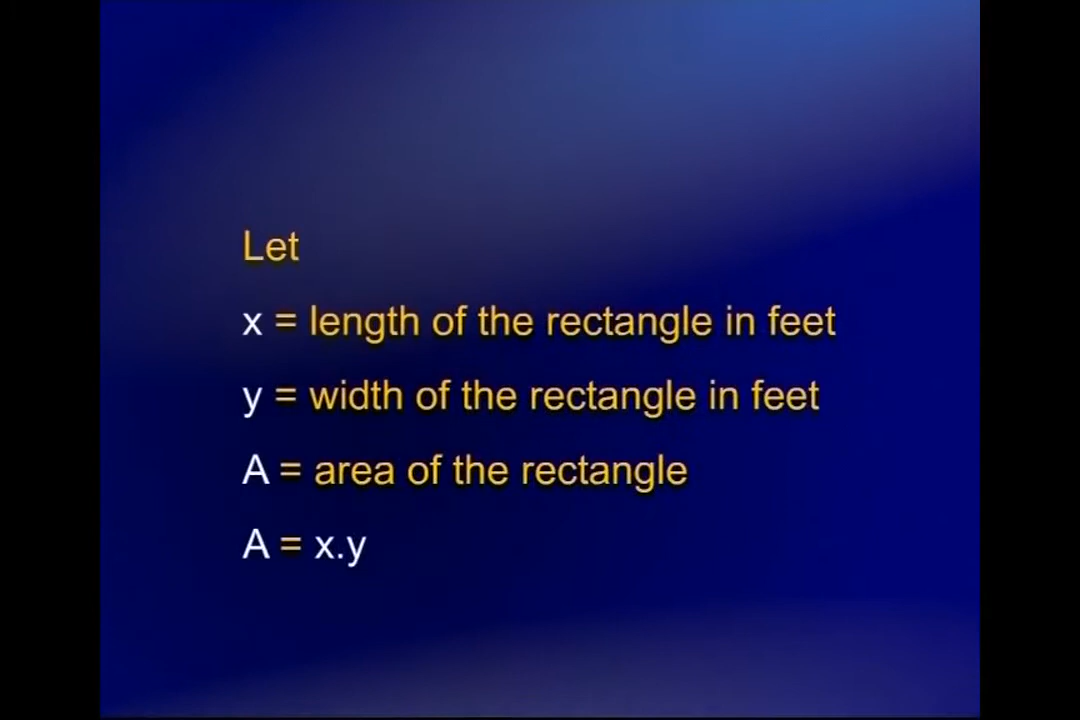 Let
x = length of the rectangle in feet
y = width of the rectangle in feet
A = area of the rectangle
A = x.y